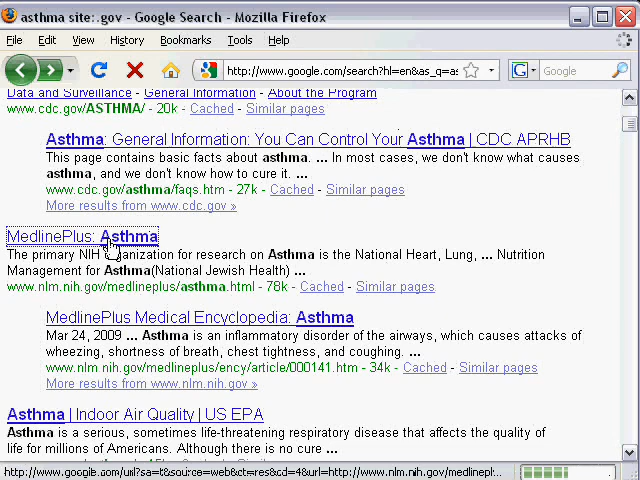 asthma site:.gov - Google Search - Mozilla Firefox
File Edit View History Bookmarks Tools Help
http://www.google.com/search?hl=en&as_q=as
G Google
Data and Surveillance - General Information - About the Program
www.cdc.gov/ASTHMA/ - 20k - Cached - Similar pages
Asthma: General Information: You Can Control Your Asthma | CDC APRHB
This page contains basic facts about asthma. ... In most cases, we don't know what causes
asthma, and we don't know how to cure it. ...
www.cdc.gov/asthma/faqs.htm - 27k - Cached - Similar pages
More results from www.cdc.gov »
MedlinePlus: Asthma
The primary NIH organization for research on Asthma is the National Heart, Lung, ... Nutrition
Management for Asthma(National Jewish Health) ...
www.nlm.nih.gov/medlineplus/asthma.html - 78k - Cached - Similar pages
MedlinePlus Medical Encyclopedia: Asthma
Mar 24, 2009 ... Asthma is an inflammatory disorder of the airways, which causes attacks of
wheezing, shortness of breath, chest tightness, and coughing. ...
www.nlm.nih.gov/medlineplus/ency/article/000141.htm - 34k - Cached - Similar pages
More results from www.nlm.nih.gov »
Asthma | Indoor Air Quality | US EPA
Asthma is a serious, sometimes life-threatening respiratory disease that affects the quality of
life for millions of Americans. Although there is no cure ...
http://www.google.com/url?sa=t&source=web&ct=res&cd=4&url=http://www.nlm.nih.gov/medlinepl...